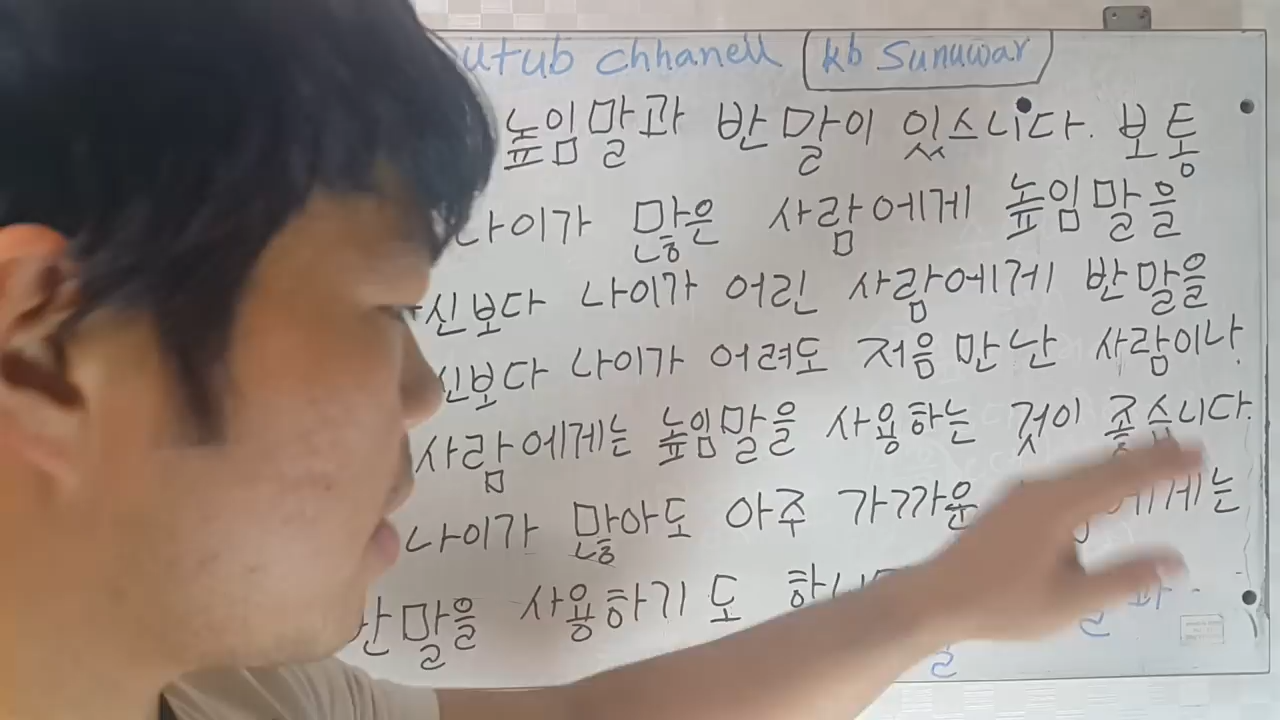 utub chhanell kb Sunuwar
높임말과 반말이 있스니다. 보통
나이가 많은 사람에게 높임말을
신보다 나이가 어린 사람에게 반말을
신보다 나이가 어려도 저음 만난 사람이나
사람에게는 높임말을 사용하는 것이 좋습니다.
나이가 많아도 아주 가까운 에게는
반말을 사용하기도